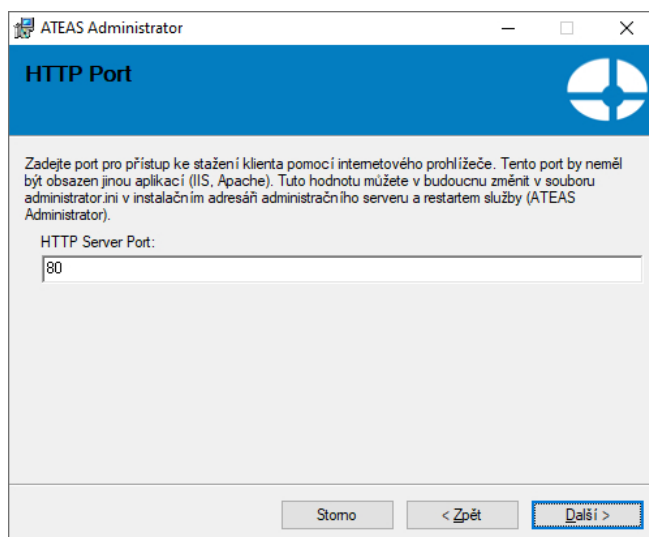 ATEAS Administrator
HTTP Port
Zadejte port pro přístup ke stažení klienta pomocí internetového prohlížeče. Tento port by neměl
být obsazen jinou aplikací (IIS, Apache). Tuto hodnotu můžete v budoucnu změnit v souboru
administrator.ini v instalačním adresáři administračního serveru a restartem služby (ATEAS
Administrator).
HTTP Server Port:
80
Storno
< Zpět
Další >